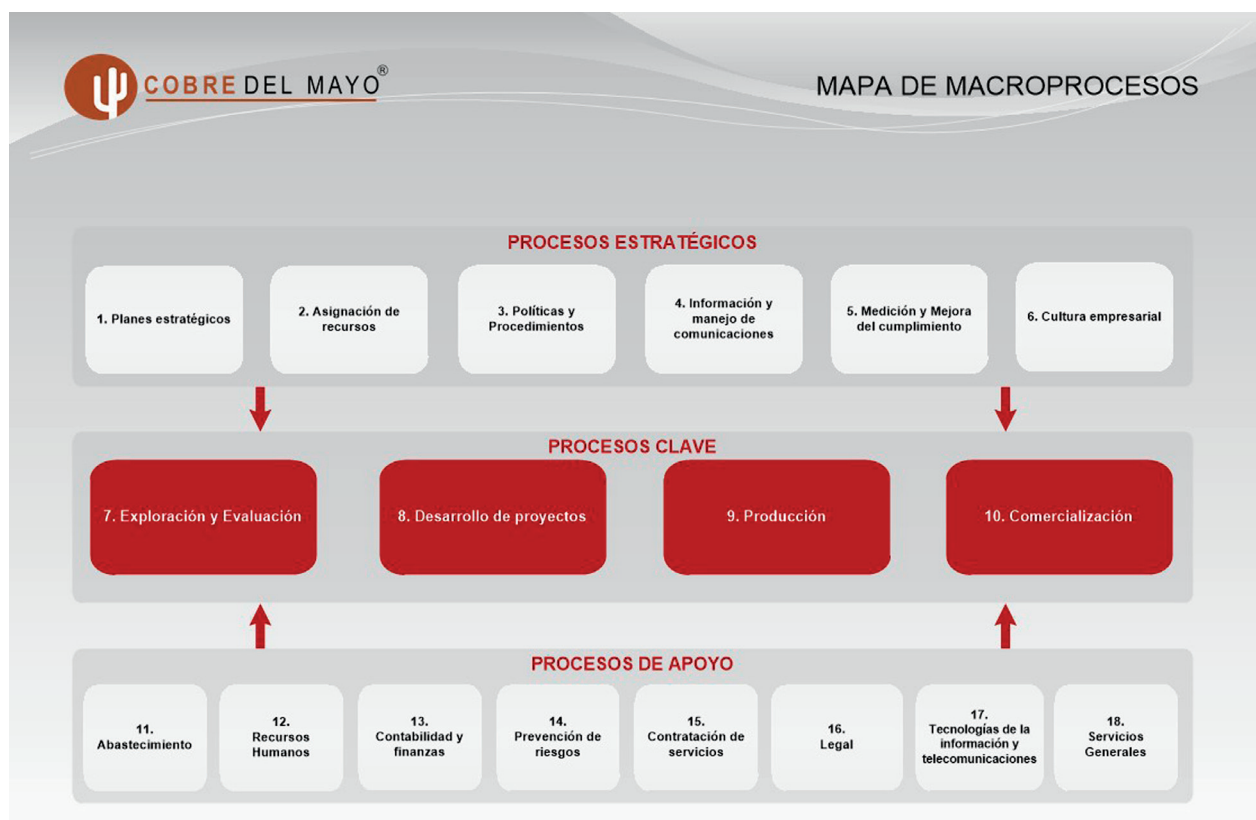 COBRE DEL MAYO®
MAPA DE MACROPROCESOS
PROCESOS ESTRATÉGICOS
1. Planes estratégicos
2. Asignación de
recursos
3. Políticas y
Procedimientos
4. Información y
manejo de
comunicaciones
5. Medición y Mejora
del cumplimiento
6. Cultura empresarial
PROCESOS CLAVE
7. Exploración y Evaluación
8. Desarrollo de proyectos
9. Producción
10. Comercialización
PROCESOS DE APOYO
11.
Abastecimiento
12.
Recursos
Humanos
13.
Contabilidad y
finanzas
14.
Prevención de
riesgos
15.
Contratación de
servicios
16.
Legal
17.
Tecnologías de la
información y
telecomunicaciones
18.
Servicios
Generales